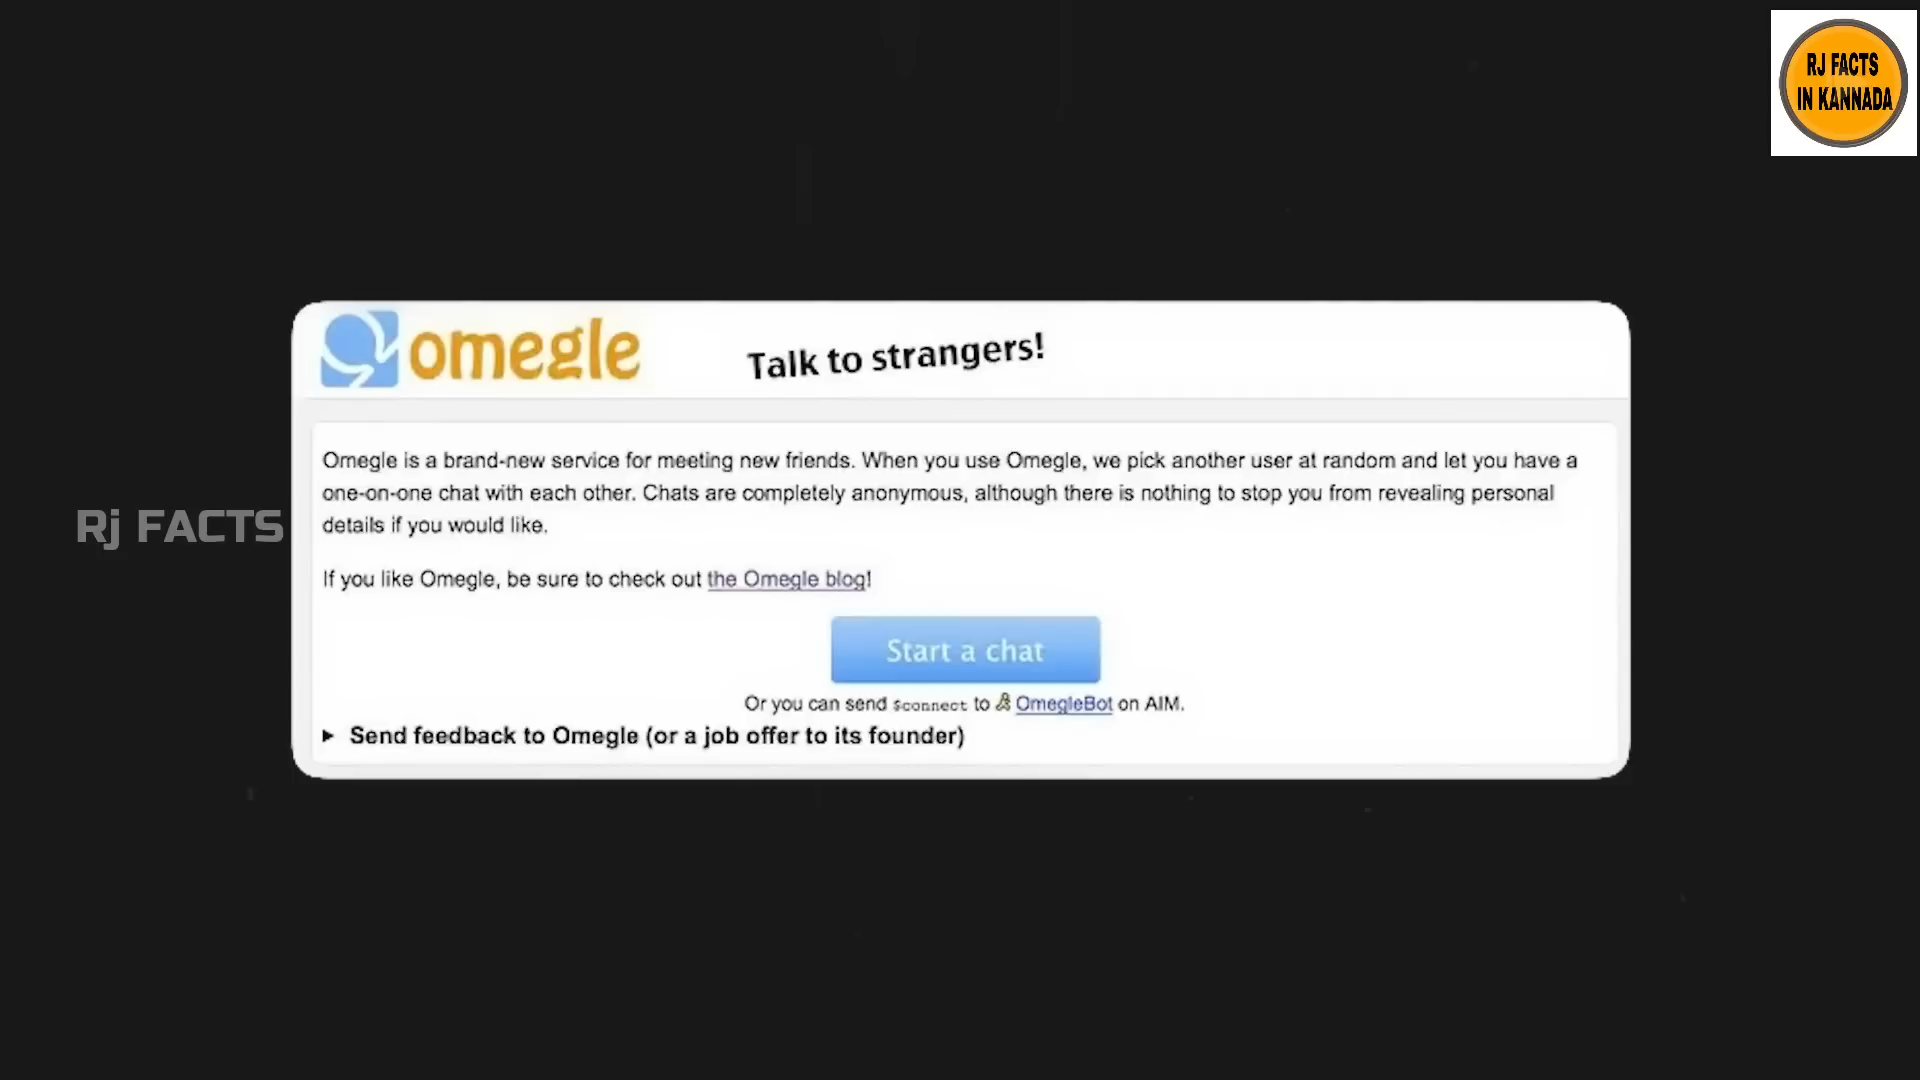 RJ FACTS
IN KANNADA
omegle
Talk to strangers!
Omegle is a brand-new service for meeting new friends. When you use Omegle, we pick another user at random and let you have a
one-on-one chat with each other. Chats are completely anonymous, although there is nothing to stop you from revealing personal
details if you would like.
Rj FACTS
If you like Omegle, be sure to check out the Omegle blog!
Start a chat
Or you can send $connect to OmegleBot on AIM.
Send feedback to Omegle (or a job offer to its founder)